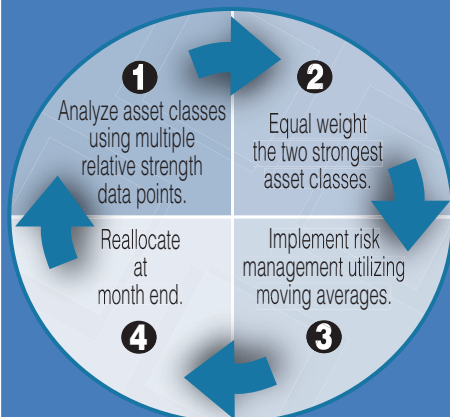 1
Analyze asset classes
using multiple
relative strength
data points.
2
Equal weight
the two strongest
asset classes.
Implement risk
management utilizing
moving averages.
3
Reallocate
at
month end.
4